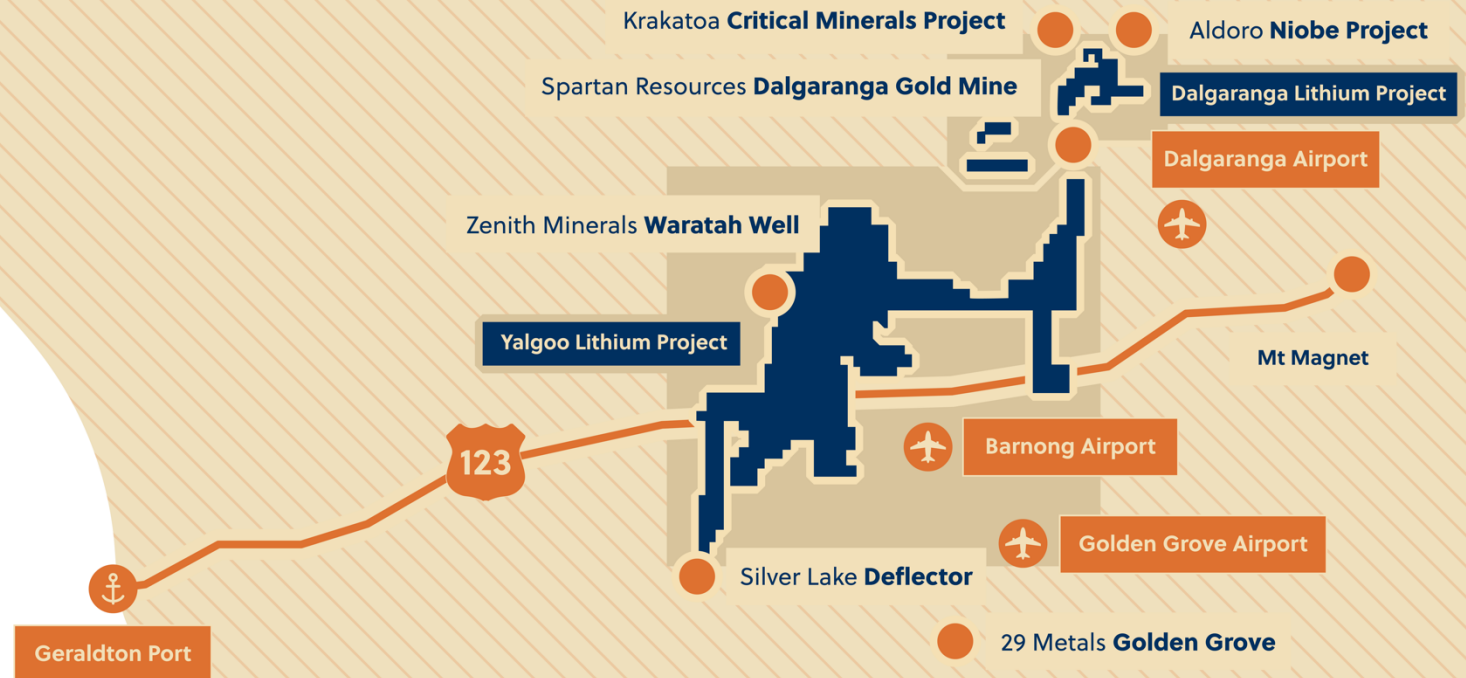 Krakatoa Critical Minerals Project
Aldoro Niobe Project
Spartan Resources Dalgaranga Gold Mine
Dalgaranga Lithium Project
Dalgaranga Airport
Zenith Minerals Waratah Well
Yalgoo Lithium Project
Mt Magnet
123
Barnong Airport
Golden Grove Airport
Silver Lake Deflector
29 Metals Golden Grove
Geraldton Port